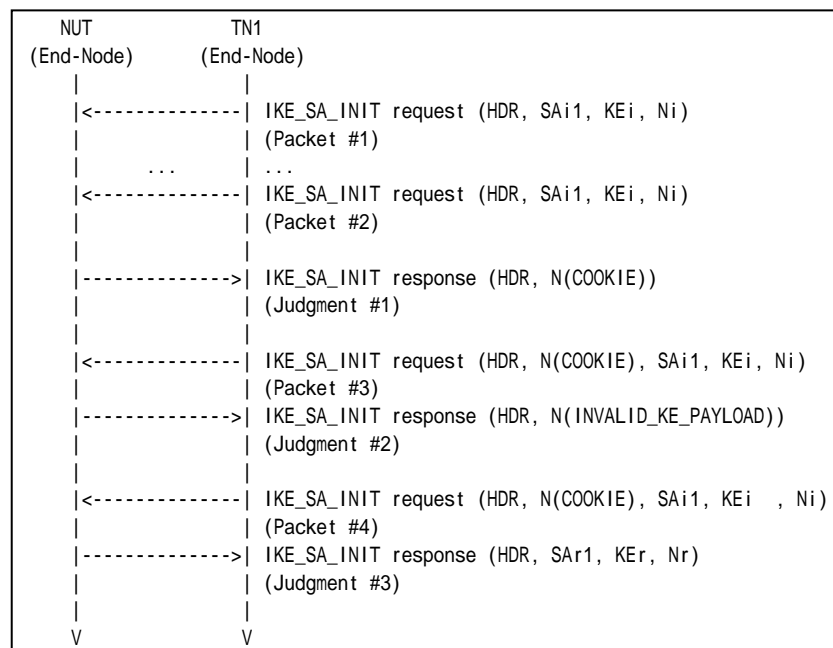 NUT TN1
(End-Node) (End-Node)
| |
|<--------------| IKE_SA_INIT request (HDR, SAi1, KEi, Ni)
| | (Packet #1)
| ... | ...
|<--------------| IKE_SA_INIT request (HDR, SAi1, KEi, Ni)
| | (Packet #2)
| |
|-------------->| IKE_SA_INIT response (HDR, N(COOKIE))
| | (Judgment #1)
| |
|<--------------| IKE_SA_INIT request (HDR, N(COOKIE), SAi1, KEi, Ni)
| | (Packet #3)
|-------------->| IKE_SA_INIT response (HDR, N(INVALID_KE_PAYLOAD))
| | (Judgment #2)
| |
|<--------------| IKE_SA_INIT request (HDR, N(COOKIE), SAi1, KEi , Ni)
| | (Packet #4)
|-------------->| IKE_SA_INIT response (HDR, SAr1, KEr, Nr)
| | (Judgment #3)
| |
V V